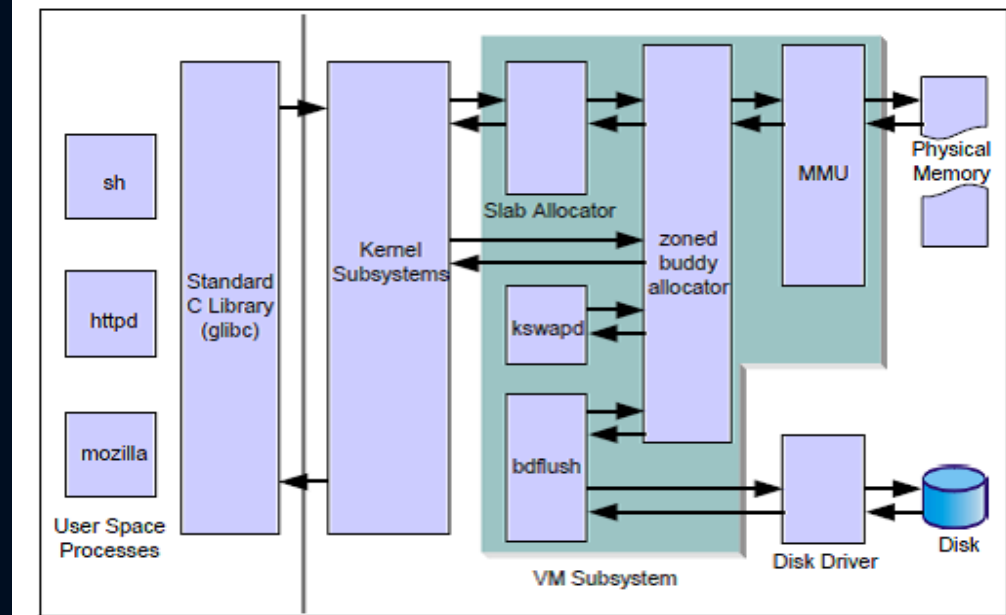 sh
httpd
mozilla
User Space
Processes
Standard
C Library
(glibc)
Kernel
Subsystems
Slab Allocator
kswapd
bdflush
zoned
buddy
allocator
MMU
Physical
Memory
VM Subsystem
Disk Driver
Disk